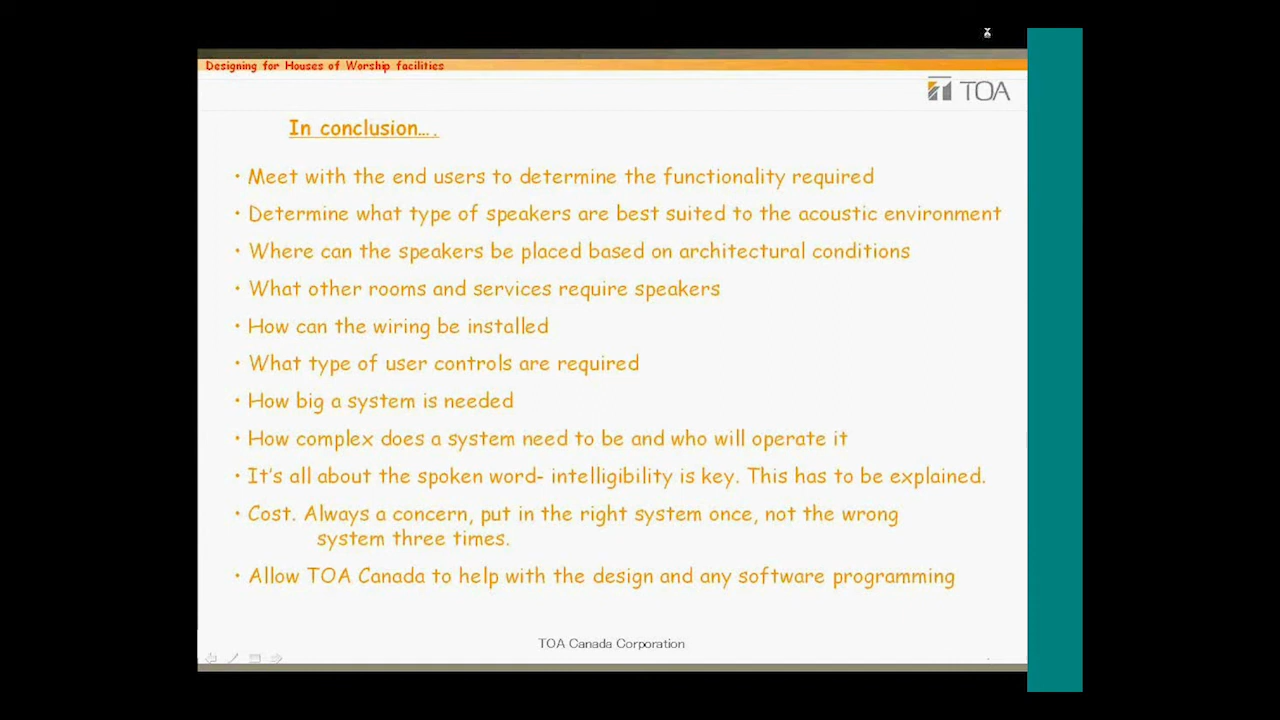 Designing for Houses of Worship facilities
TOA
In conclusion....
• Meet with the end users to determine the functionality required
• Determine what type of speakers are best suited to the acoustic environment
• Where can the speakers be placed based on architectural conditions
• What other rooms and services require speakers
• How can the wiring be installed
• What type of user controls are required
• How big a system is needed
• How complex does a system need to be and who will operate it
• It's all about the spoken word- intelligibility is key. This has to be explained.
• Cost. Always a concern, put in the right system once, not the wrong
system three times.
• Allow TOA Canada to help with the design and any software programming
TOA Canada Corporation